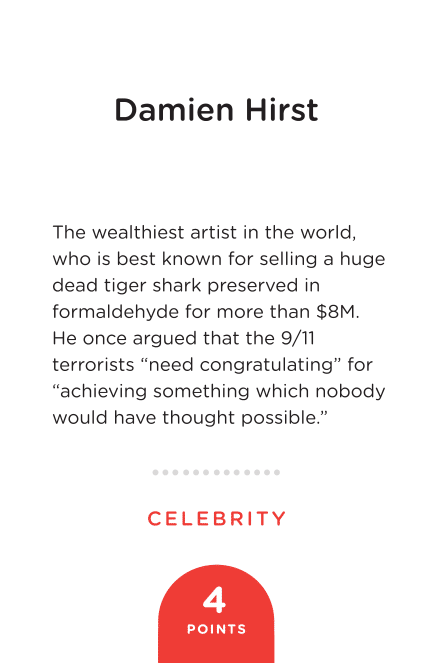 Damien Hirst
The wealthiest artist in the world,
who is best known for selling a huge
dead tiger shark preserved in
formaldehyde for more than $8M.
He once argued that the 9/11
terrorists “need congratulating” for
“achieving something which nobody
would have thought possible.”
CELEBRITY
4
POINTS